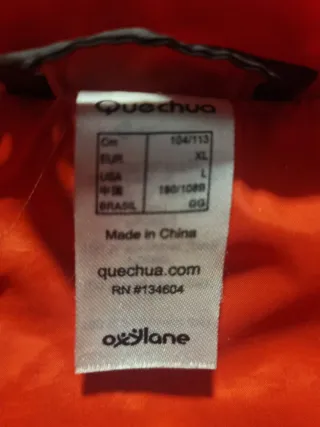 Quechua
Cm 104/113
EUR XL
USA L
中国 180/108B
BRASIL GG
Made in China
quechua.com
RN #134604
oxylane